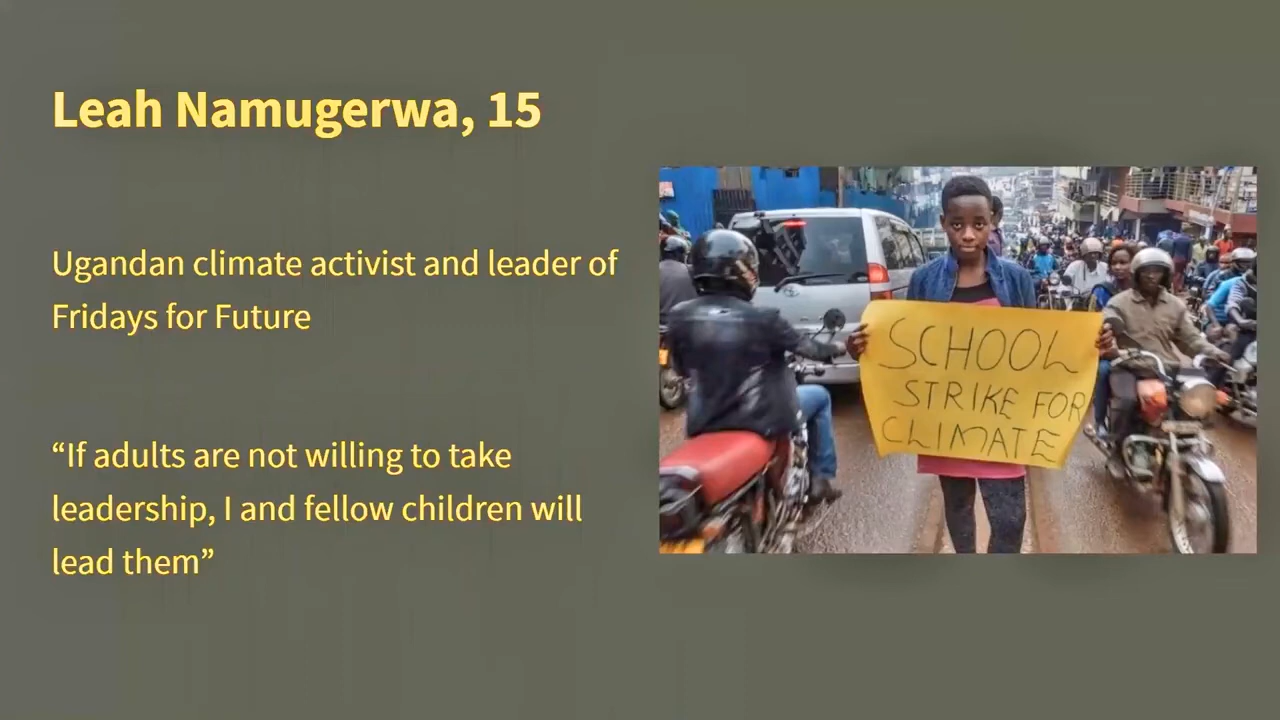 Leah Namugerwa, 15
Ugandan climate activist and leader of
Fridays for Future
“If adults are not willing to take
leadership, I and fellow children will
lead them”
SCHOOL
STRIKE FOR
CLIMATE